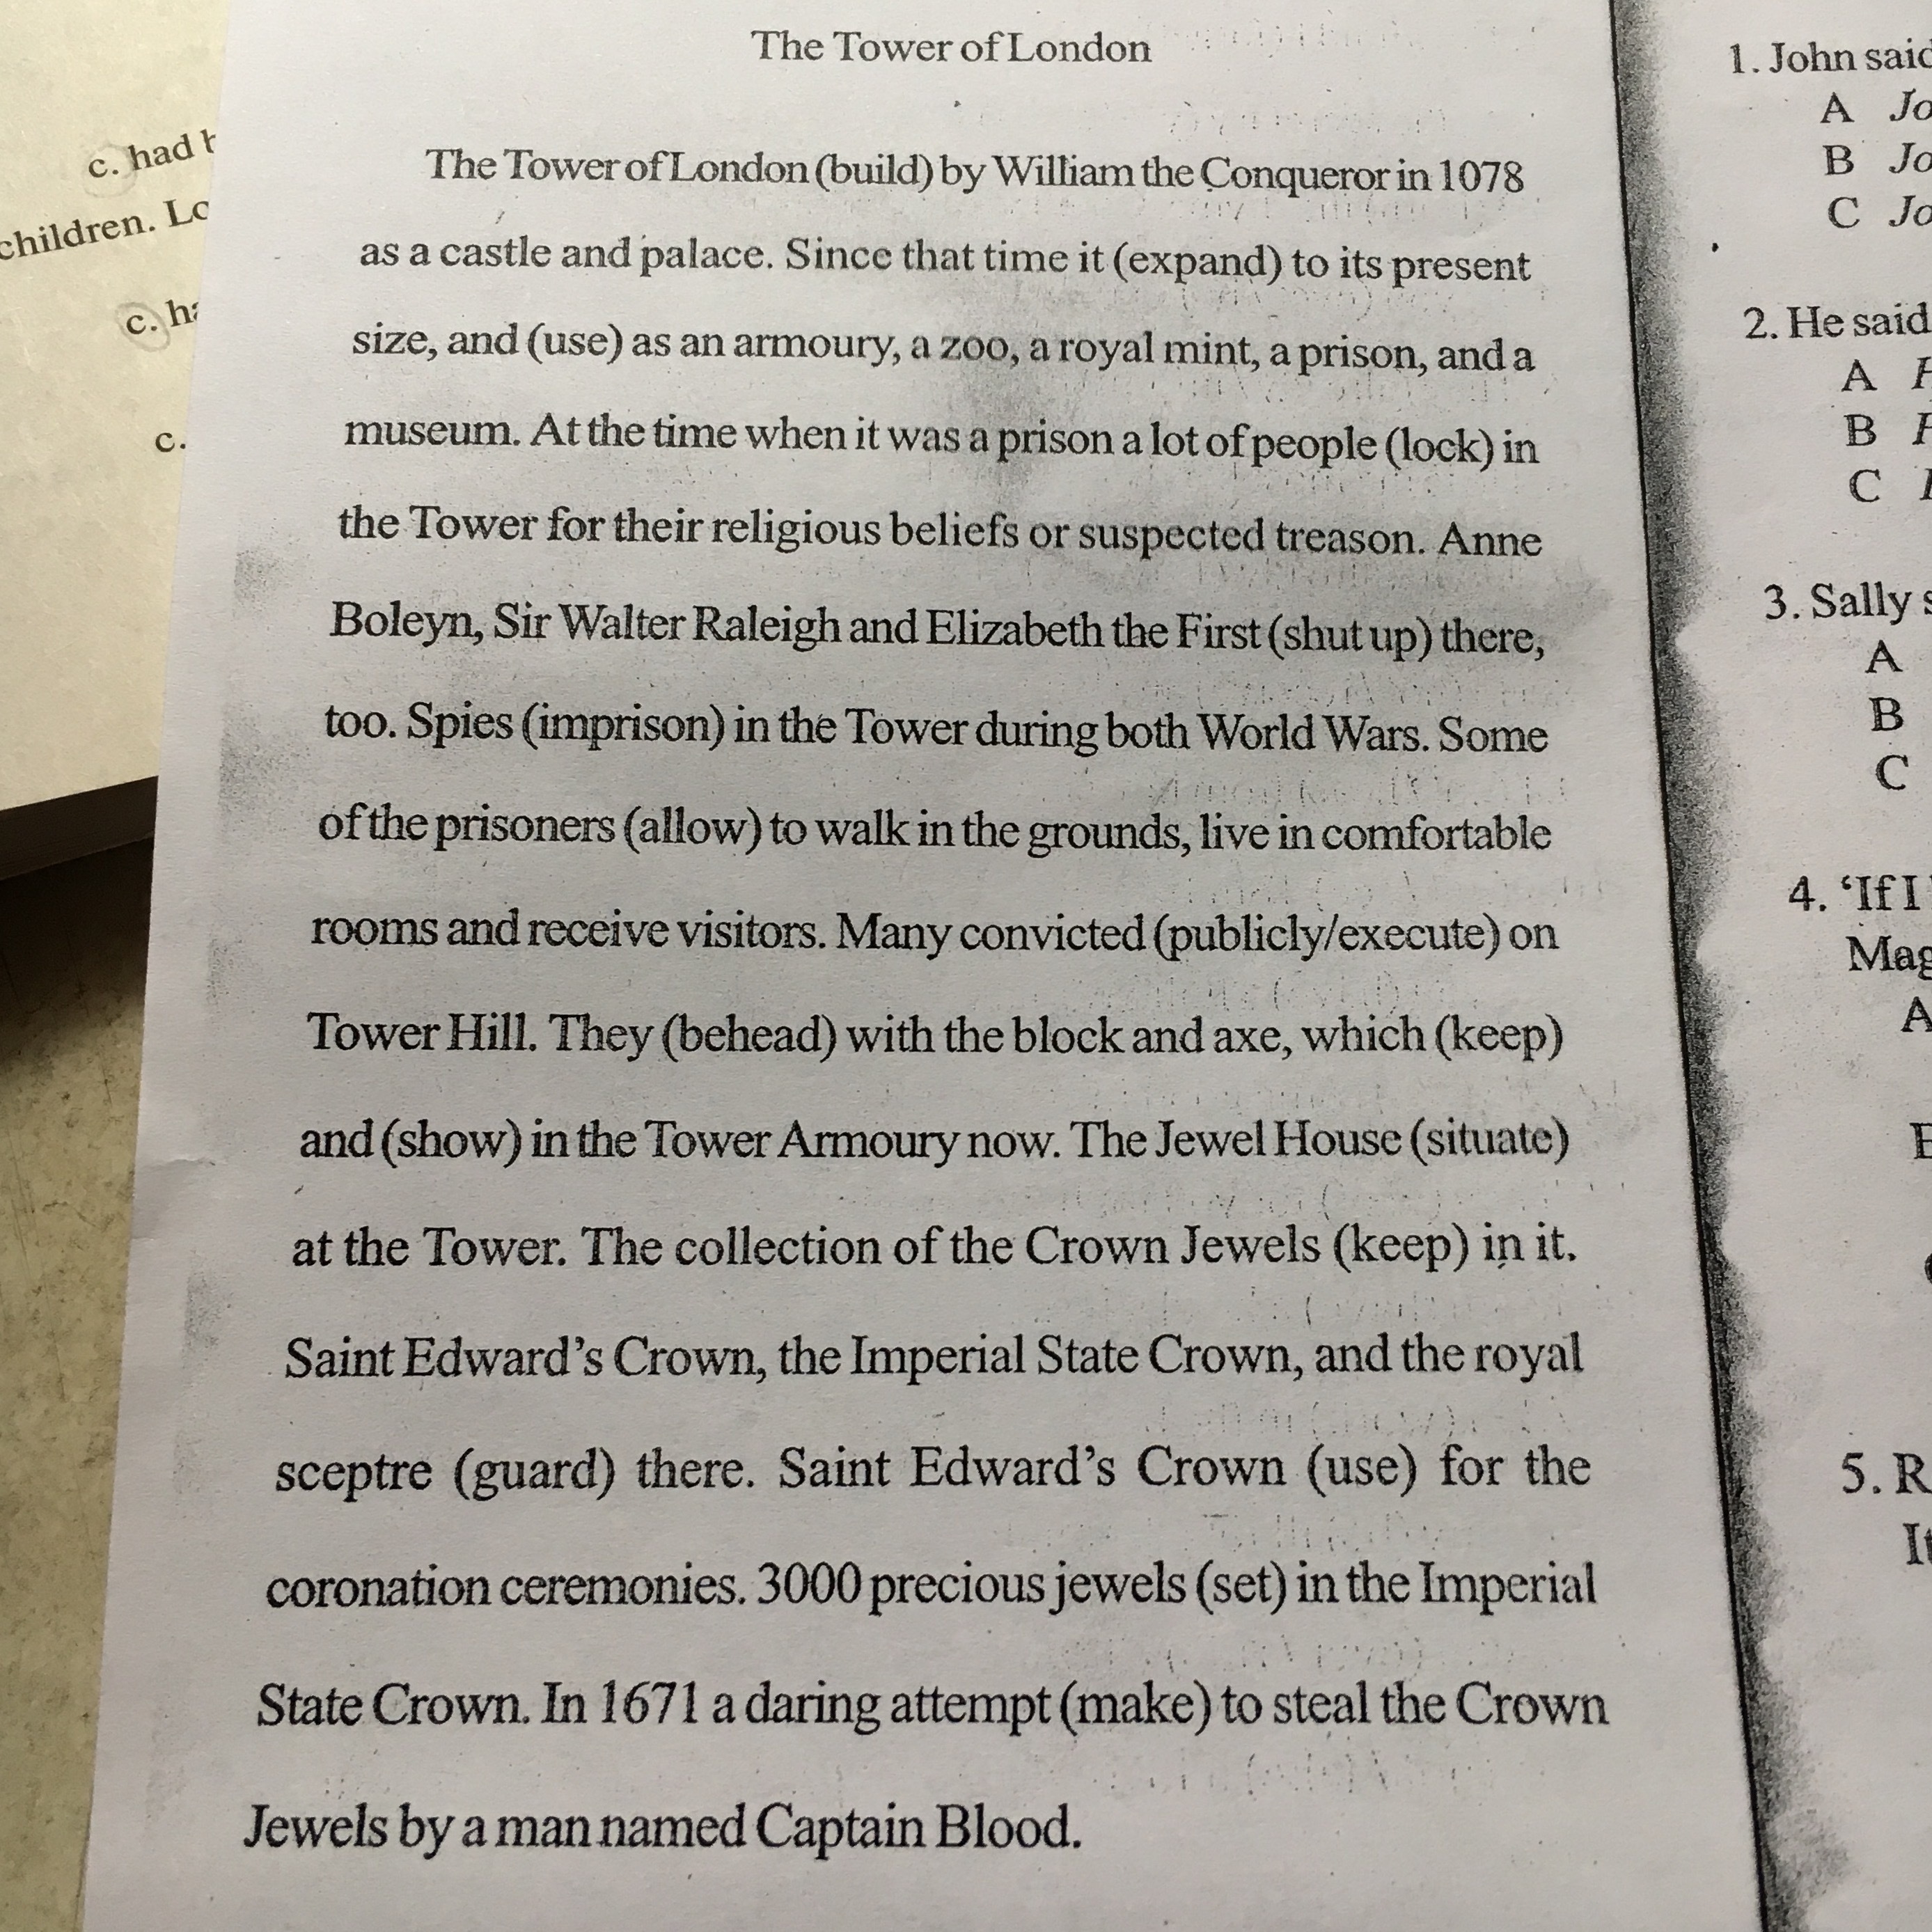 The Tower of London
The Tower of London (build) by William the Conqueror in 1078
as a castle and palace. Since that time it (expand) to its present
size, and (use) as an armoury, a zoo, a royal mint, a prison, and a
museum. At the time when it was a prison a lot of people (lock) in
the Tower for their religious beliefs or suspected treason. Anne
Boleyn, Sir Walter Raleigh and Elizabeth the First (shut up) there,
too. Spies (imprison) in the Tower during both World Wars. Some
of the prisoners (allow) to walk in the grounds, live in comfortable
rooms and receive visitors. Many convicted (publicly/execute) on
Tower Hill. They (behead) with the block and axe, which (keep)
and (show) in the Tower Armoury now. The Jewel House (situate)
at the Tower. The collection of the Crown Jewels (keep) in it.
Saint Edward's Crown, the Imperial State Crown, and the royal
sceptre (guard) there. Saint Edward's Crown (use) for the
coronation ceremonies. 3000 precious jewels (set) in the Imperial
State Crown. In 1671 a daring attempt (make) to steal the Crown
Jewels by a man named Captain Blood.
c. had
children.
c.
c.
1. John said
A
B
C
2. He said
A
B
C
3. Sally
A
B
C
4. 'If I
A
5.